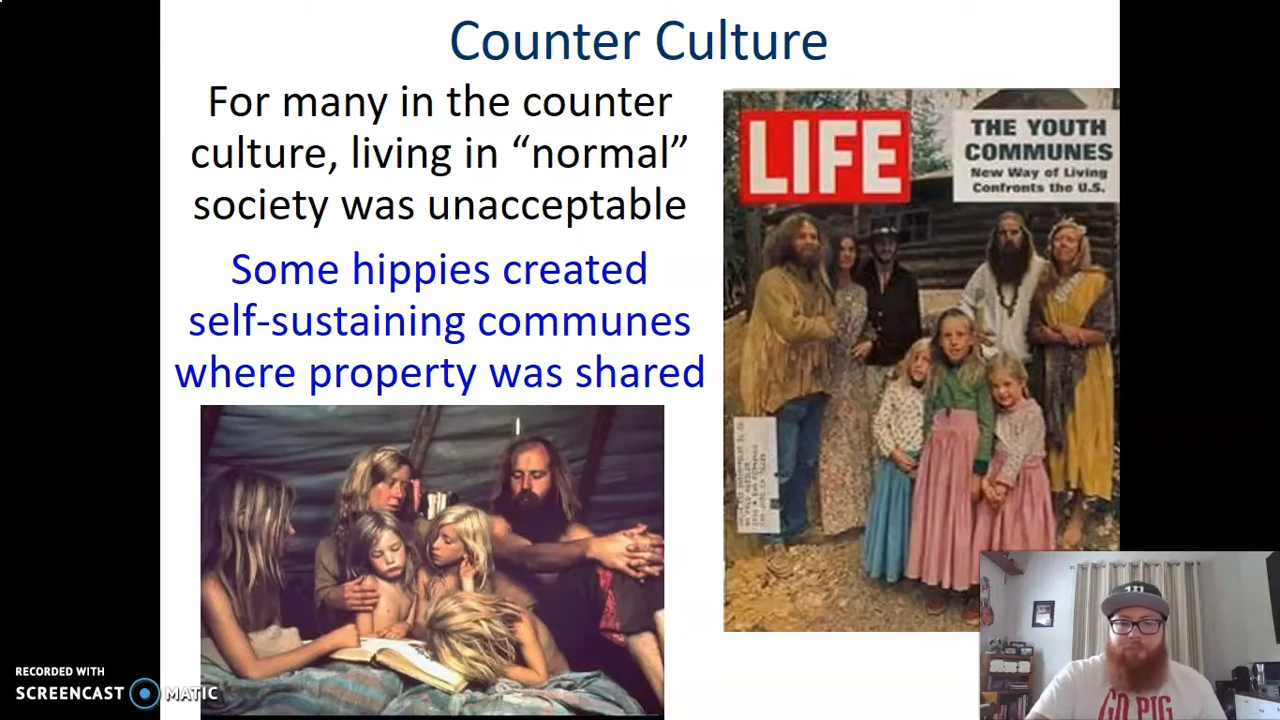 Counter Culture
For many in the counter
culture, living in “normal”
society was unacceptable
Some hippies created
self-sustaining communes
where property was shared
LIFE
THE YOUTH
COMMUNES
New Way of Living
Confronts the U.S.
RECORDED WITH
SCREENCAST MATIC
GO PIG